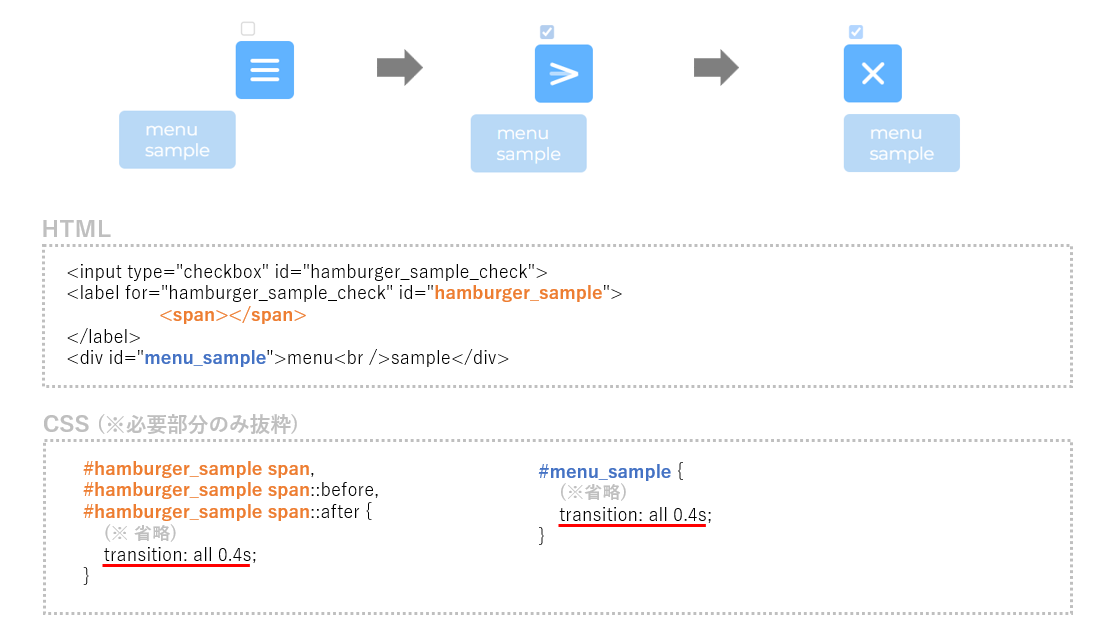 menu
sample
menu
sample
menu
sample
HTML
<input type="checkbox" id="hamburger_sample_check">
<label for="hamburger_sample_check" id="hamburger_sample">
<span></span>
</label>
<div id="menu_sample">menu<br />sample</div>
CSS (※必要部分のみ抜粋)
#hamburger_sample span,
#hamburger_sample span::before,
#hamburger_sample span::after {
(※ 省略)
transition: all 0.4s;
}
#menu_sample {
(※省略)
transition: all 0.4s;
}